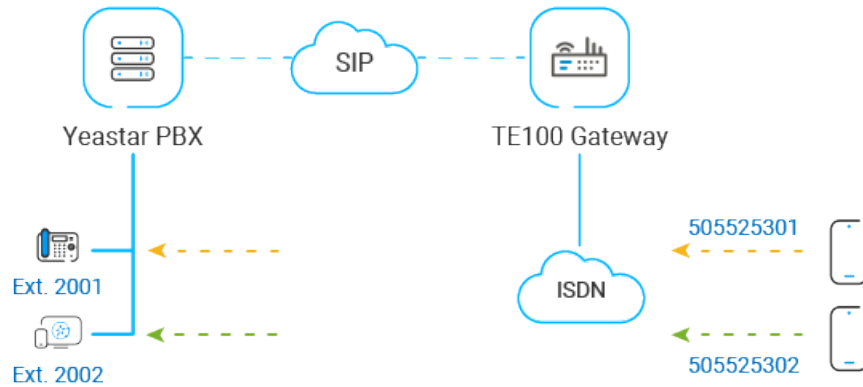 SIP
Yeastar PBX
TE100 Gateway
505525301
Ext. 2001
ISDN
505525302
Ext. 2002